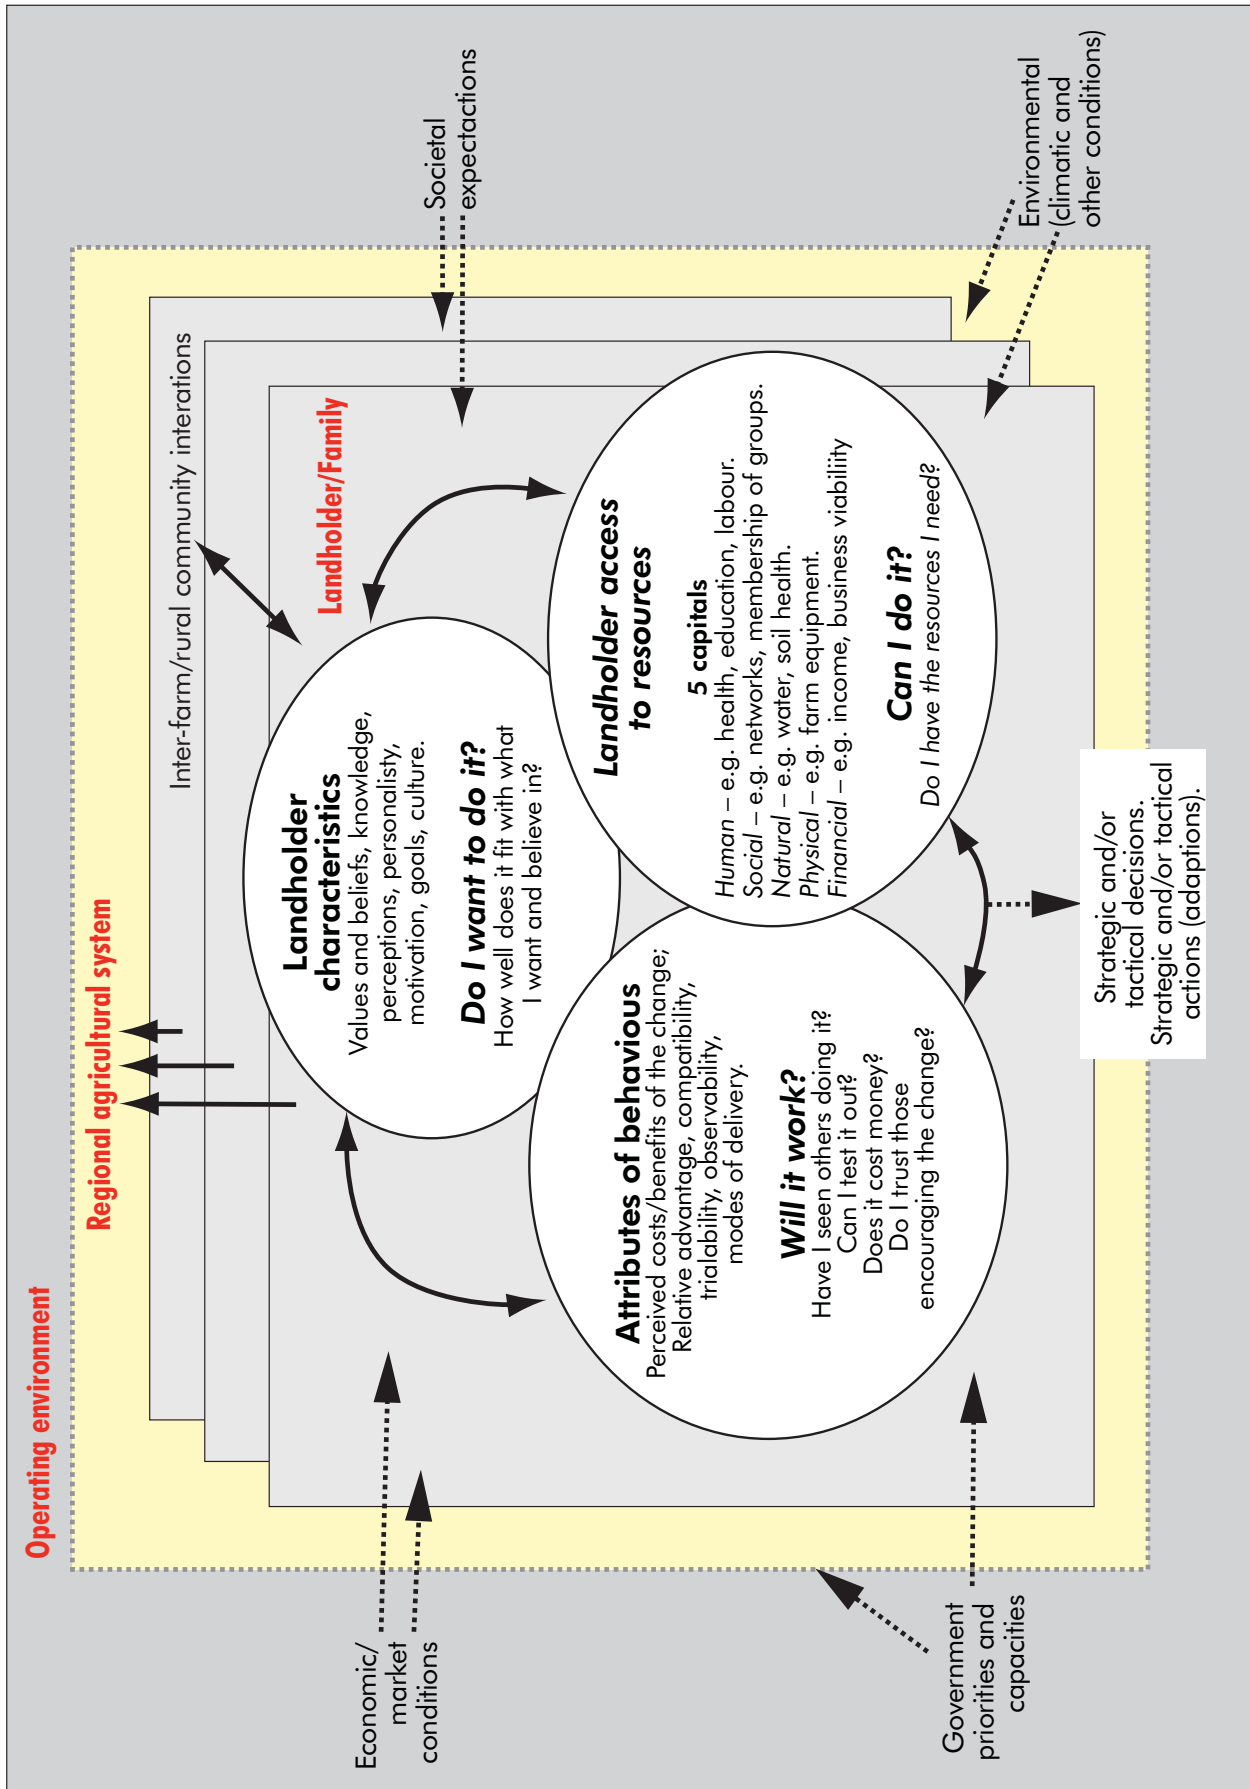 Operating environment
Regional agricultural system
Inter-farm/rural community interations
Landholder/Family
Landholder
characteristics
Values and beliefs, knowledge,
perceptions, personalisty,
motivation, goals, culture.
Do I want to do it?
How well does it fit with what
I want and believe in?
Economic/
market
conditions
Societal
expectactions
Attributes of behavious
Perceived costs/benefits of the change;
Relative advantage, compatibility,
trialability, observability,
modes of delivery.
Will it work?
Have I seen others doing it?
Can I test it out?
Does it cost money?
Do I trust those
encouraging the change?
Landholder access
to resources
5 capitals
Human – e.g. health, education, labour.
Social – e.g. networks, membership of groups.
Natural – e.g. water, soil health.
Physical – e.g. farm equipment.
Financial – e.g. income, business viability
Can I do it?
Do I have the resources I need?
Government
priorities and
capacities
Environmental
(climatic and
other conditions)
Strategic and/or
tactical decisions.
Strategic and/or tactical
actions (adaptions).